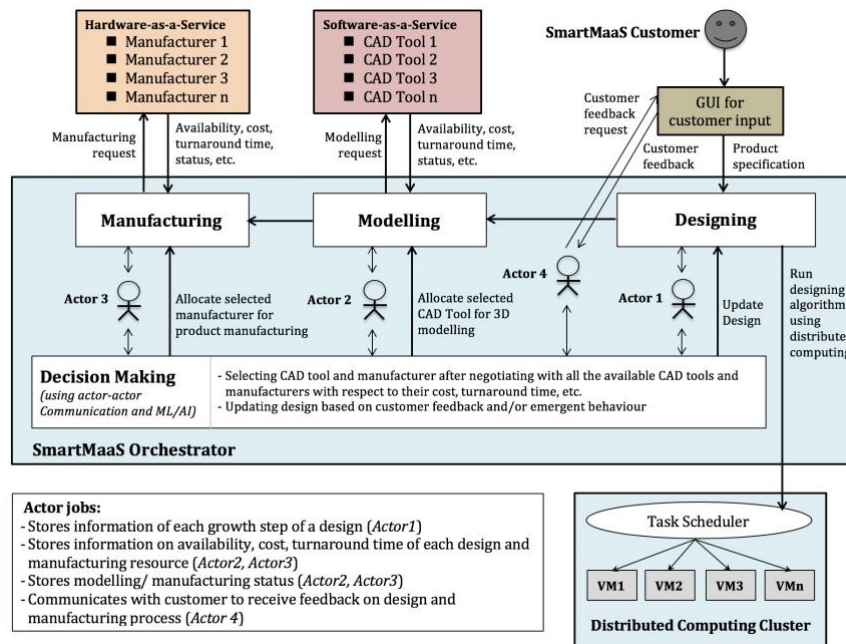 Hardware-as-a-Service
■ Manufacturer 1
■ Manufacturer 2
■ Manufacturer 3
■ Manufacturer n
Software-as-a-Service
■ CAD Tool 1
■ CAD Tool 2
■ CAD Tool 3
■ CAD Tool n
SmartMaaS Customer
GUI for
customer input
Manufacturing
request
Availability, cost,
turnaround time,
status, etc.
Modelling
request
Availability, cost,
turnaround time,
status, etc.
Customer
feedback
request
Customer
feedback
Product
specification
Manufacturing
Modelling
Designing
Actor 3
Allocate selected
manufacturer for
product manufacturing
Actor 2
Allocate selected
CAD Tool for 3D
modelling
Actor 4
Actor 1
Update
Design
Run
designing
algorithm
using
distribute
computing
Decision Making
(using actor-actor
Communication and ML/AI)
- Selecting CAD tool and manufacturer after negotiating with all the available CAD tools and
manufacturers with respect to their cost, turnaround time, etc.
- Updating design based on customer feedback and/or emergent behaviour
SmartMaaS Orchestrator
Actor jobs:
- Stores information of each growth step of a design (Actor1)
- Stores information on availability, cost, turnaround time of each design and
manufacturing resource (Actor2, Actor3)
- Stores modelling/ manufacturing status (Actor2, Actor3)
- Communicates with customer to receive feedback on design and
manufacturing process (Actor 4)
Task Scheduler
VM1
VM2
VM3
VMn
Distributed Computing Cluster